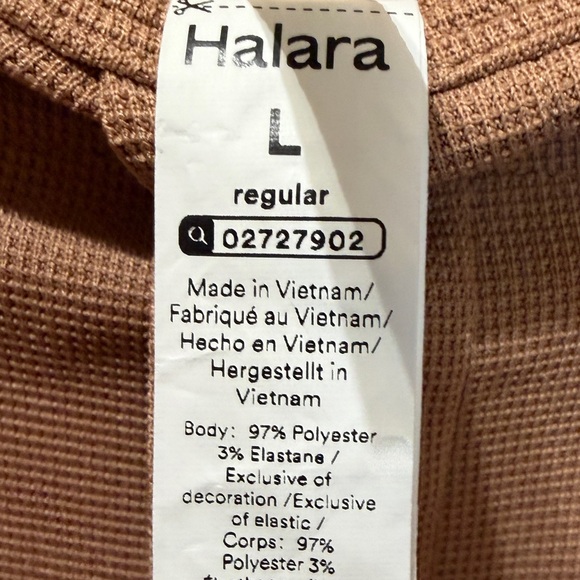 Halara
L
regular
02727902
Made in Vietnam/
Fabriqué au Vietnam/
Hecho en Vietnam/
Hergestellt in
Vietnam
Body: 97% Polyester
3% Elastane /
Exclusive of
decoration /Exclusive
of elastic /
Corps: 97%
Polyester 3%